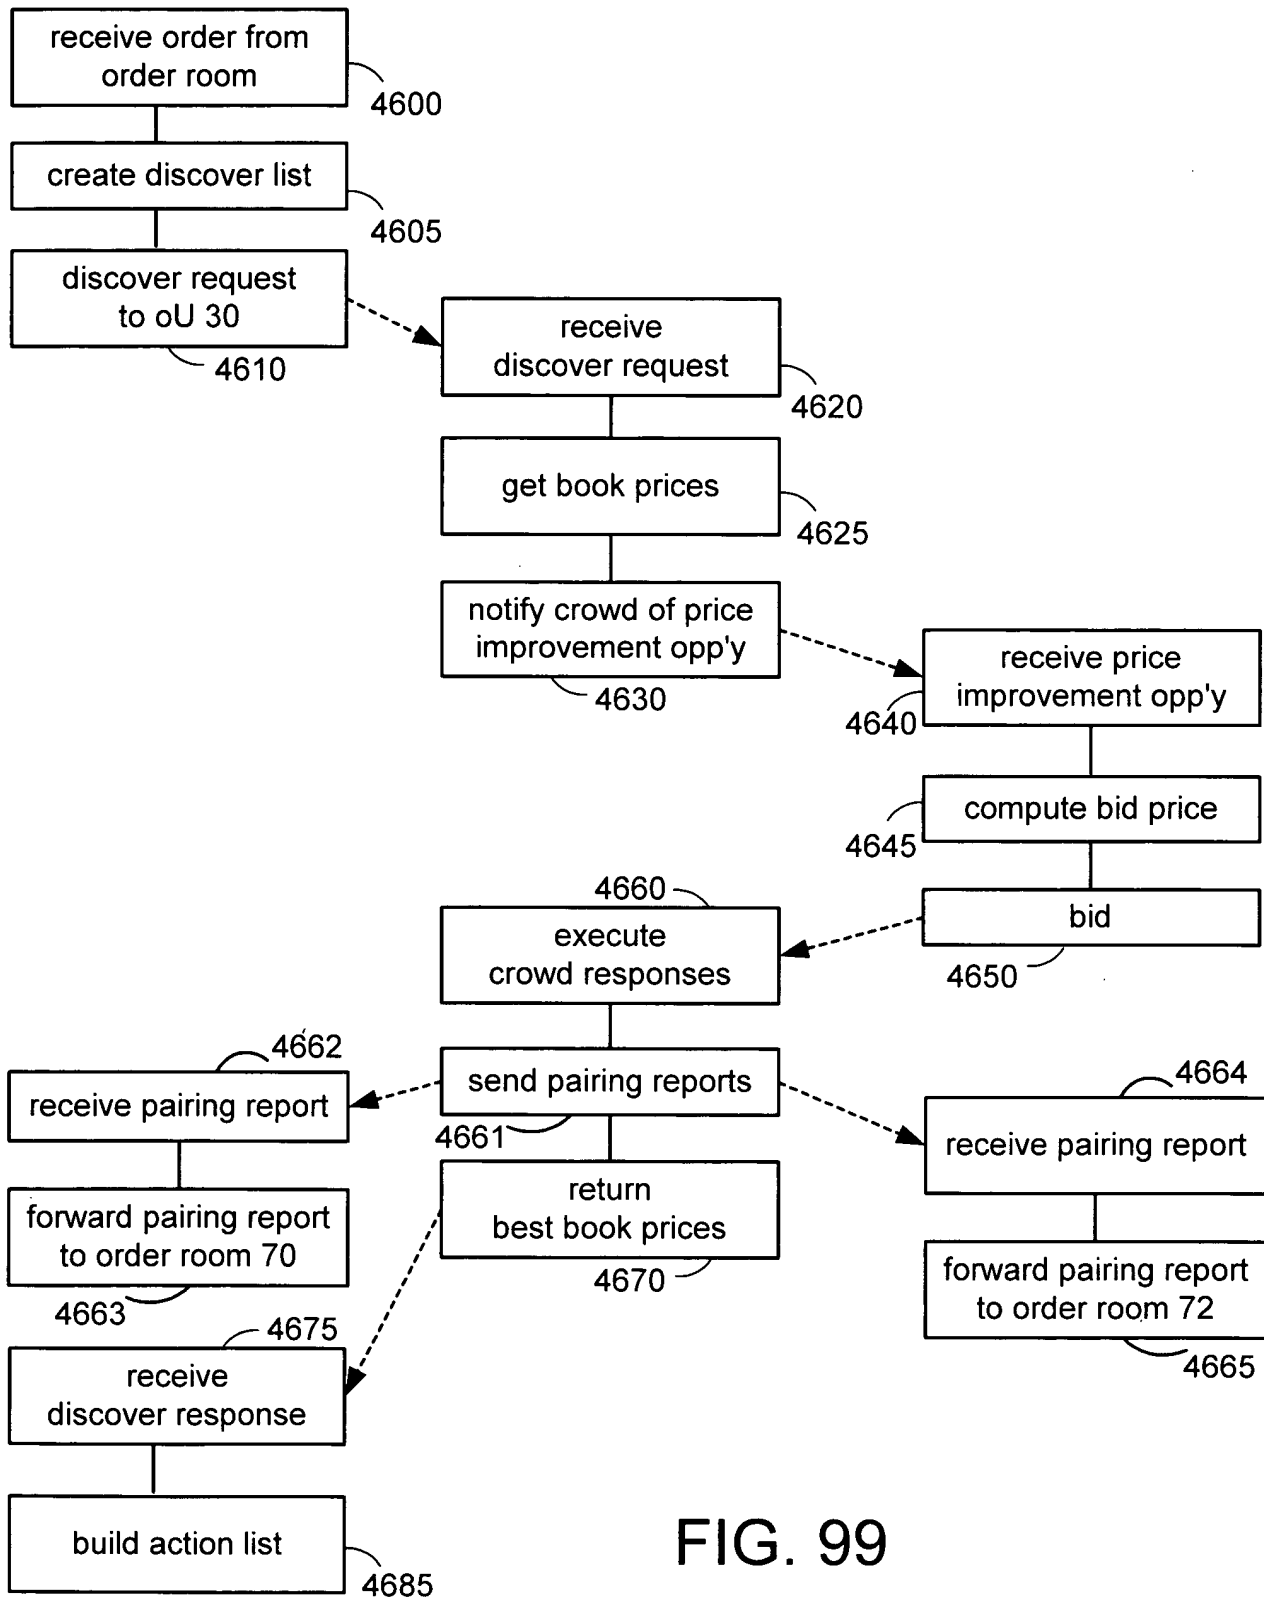 receive order from
order room
4600
create discover list
4605
discover request
to oU 30
4610
receive
discover request
4620
get book prices
4625
notify crowd of price
improvement opp'y
4630
receive price
improvement opp'y
4640
compute bid price
4645
bid
4650
4660
execute
crowd responses
send pairing reports
4661
4662
receive pairing report
forward pairing report
to order room 70
4663
4664
receive pairing report
forward pairing report
to order room 72
4665
return
best book prices
4670
4675
receive
discover response
build action list
4685
FIG. 99